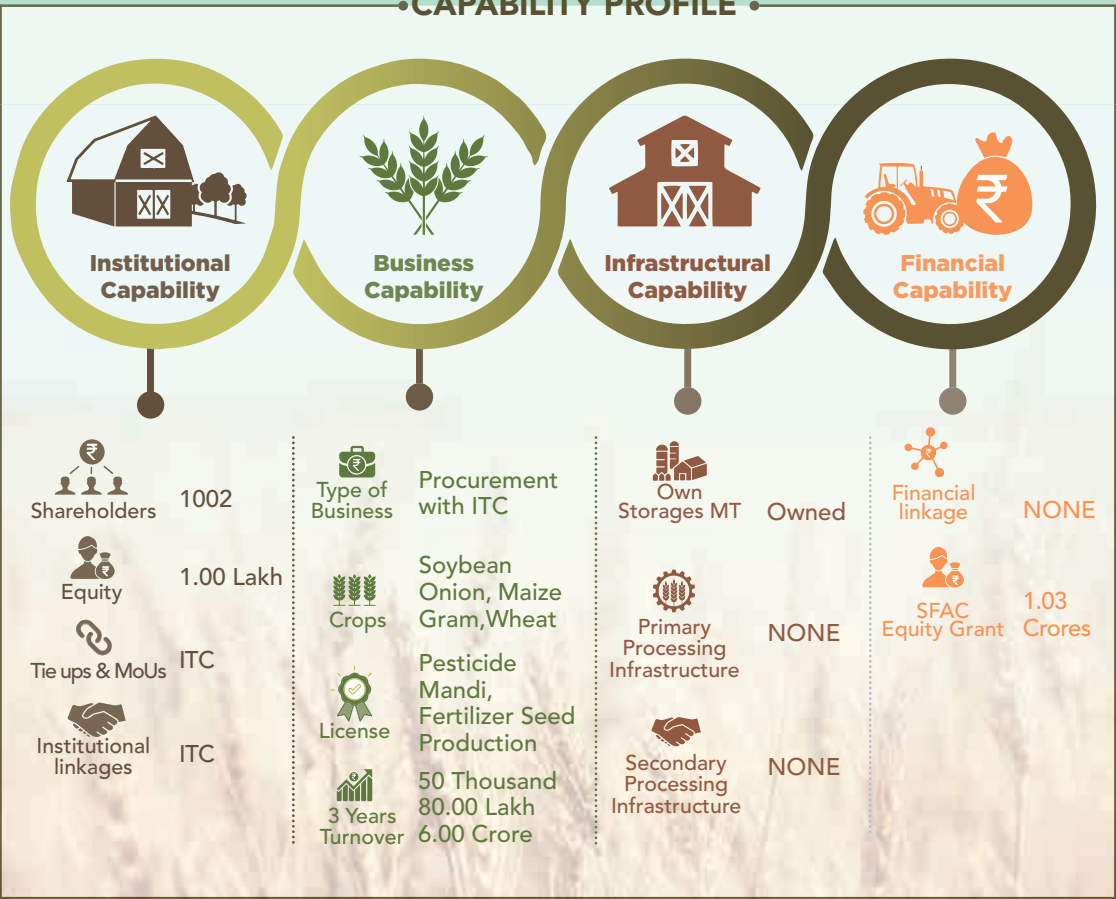 CAPABILITY PROFILE
Institutional
Capability
Business
Capability
Infrastructural
Capability
Financial
Capability
Shareholders
1002
Equity
1.00 Lakh
Tie ups & MoUs
ITC
Institutional
linkages
ITC
Type of
Business
Procurement
with ITC
Crops
Soybean
Onion, Maize
Gram,Wheat
License
Pesticide
Mandi,
Fertilizer Seed
Production
3 Years
Turnover
50 Thousand
80.00 Lakh
6.00 Crore
Own
Storages MT
Owned
Primary
Processing
Infrastructure
NONE
Secondary
Processing
Infrastructure
NONE
Financial
linkage
NONE
SFAC
Equity Grant
1.03
Crores